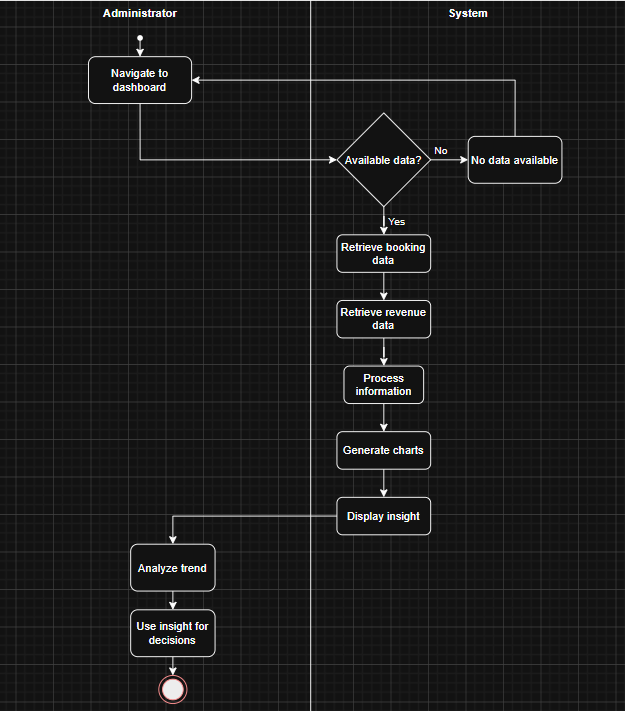 Administrator
System
Navigate to
dashboard
Available data?
No
No data available
Yes
Retrieve booking
data
Retrieve revenue
data
Process
information
Generate charts
Display insight
Analyze trend
Use insight for
decisions